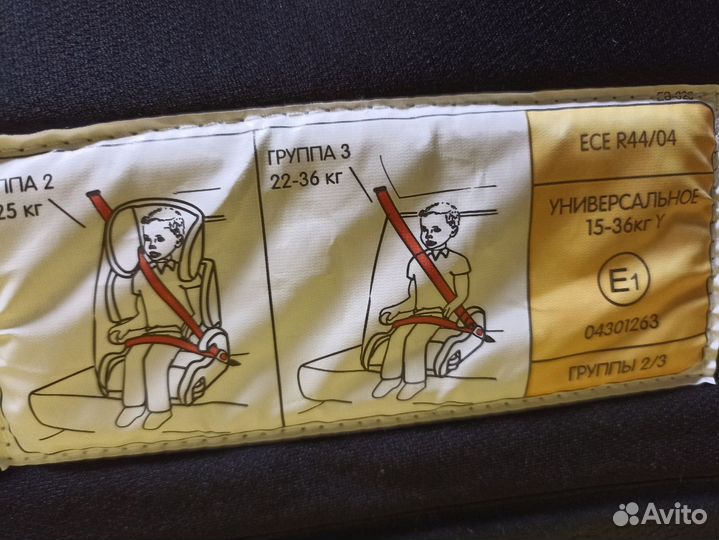 ППА 2
25 кг
ГРУППА 3
22-36 кг
ECE R44/04
УНИВЕРСАЛЬНОЕ
15-36кг Y
E1
04301263
ГРУППЫ 2/3
Avito